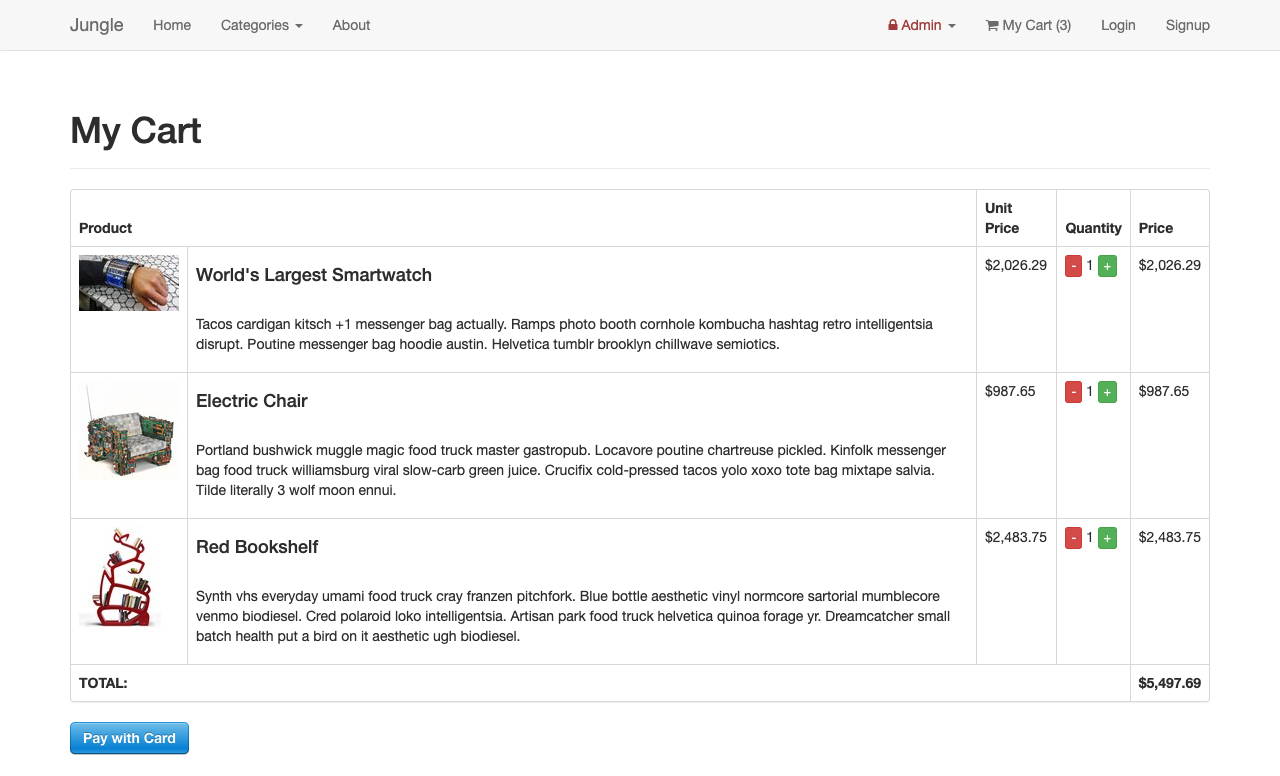 Jungle Home Categories About Admin My Cart (3) Login Signup
My Cart
Product Unit Price Quantity Price
World's Largest Smartwatch $2,026.29 - 1 + $2,026.29
Tacos cardigan kitsch +1 messenger bag actually. Ramps photo booth cornhole kombucha hashtag retro intelligentsia
disrupt. Poutine messenger bag hoodie austin. Helvetica tumblr brooklyn chillwave semiotics.
Electric Chair $987.65 - 1 + $987.65
Portland bushwick muggle magic food truck master gastropub. Locavore poutine chartreuse pickled. Kinfolk messenger
bag food truck williamsburg viral slow-carb green juice. Crucifix cold-pressed tacos yolo xoxo tote bag mixtape salvia.
Tilde literally 3 wolf moon ennui.
Red Bookshelf $2,483.75 - 1 + $2,483.75
Synth vhs everyday umami food truck cray franzen pitchfork. Blue bottle aesthetic vinyl normcore sartorial mumblecore
venmo biodiesel. Cred polaroid loko intelligentsia. Artisan park food truck helvetica quinoa forage yr. Dreamcatcher small
batch health put a bird on it aesthetic ugh biodiesel.
TOTAL: $5,497.69
Pay with Card